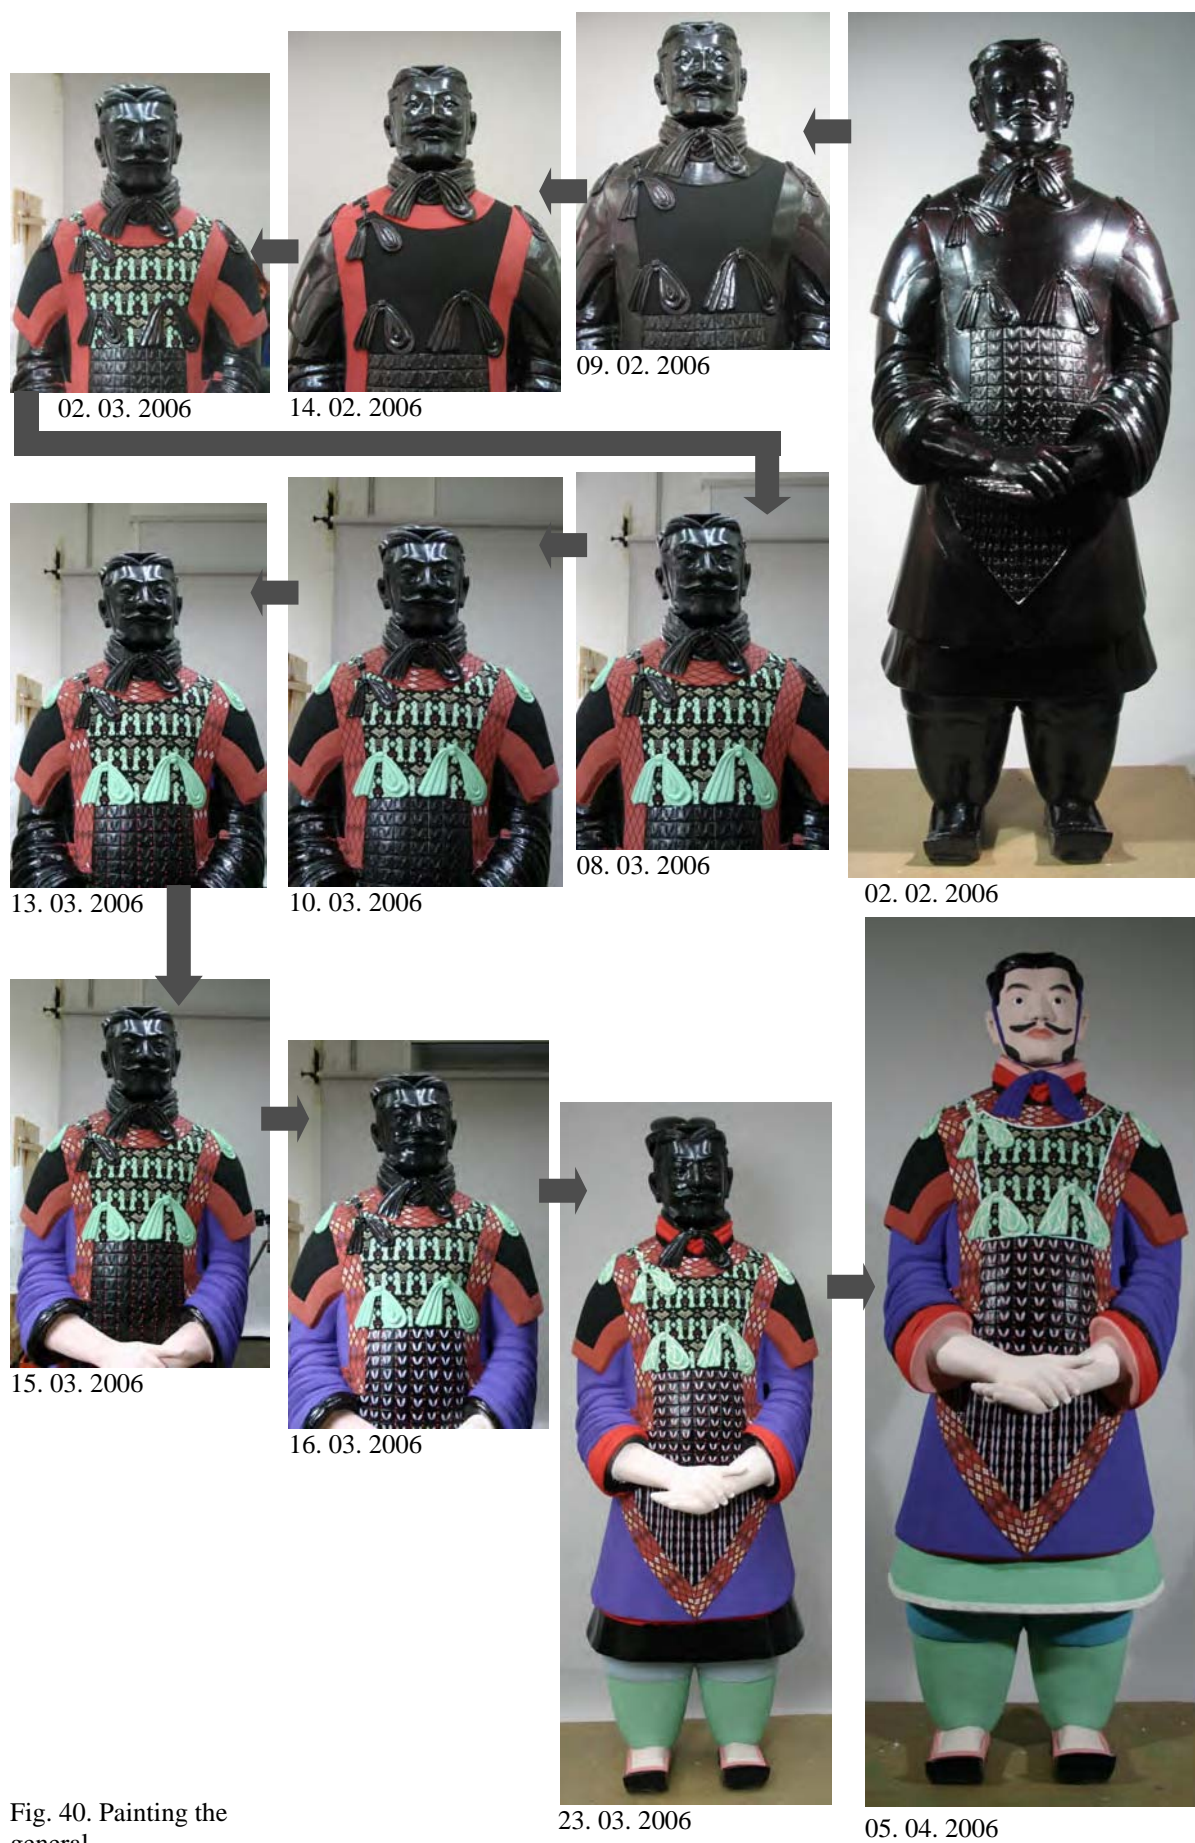 09. 02. 2006
02. 03. 2006
14. 02. 2006
08. 03. 2006
02. 02. 2006
13. 03. 2006
10. 03. 2006
15. 03. 2006
16. 03. 2006
23. 03. 2006
05. 04. 2006
Fig. 40. Painting the
general